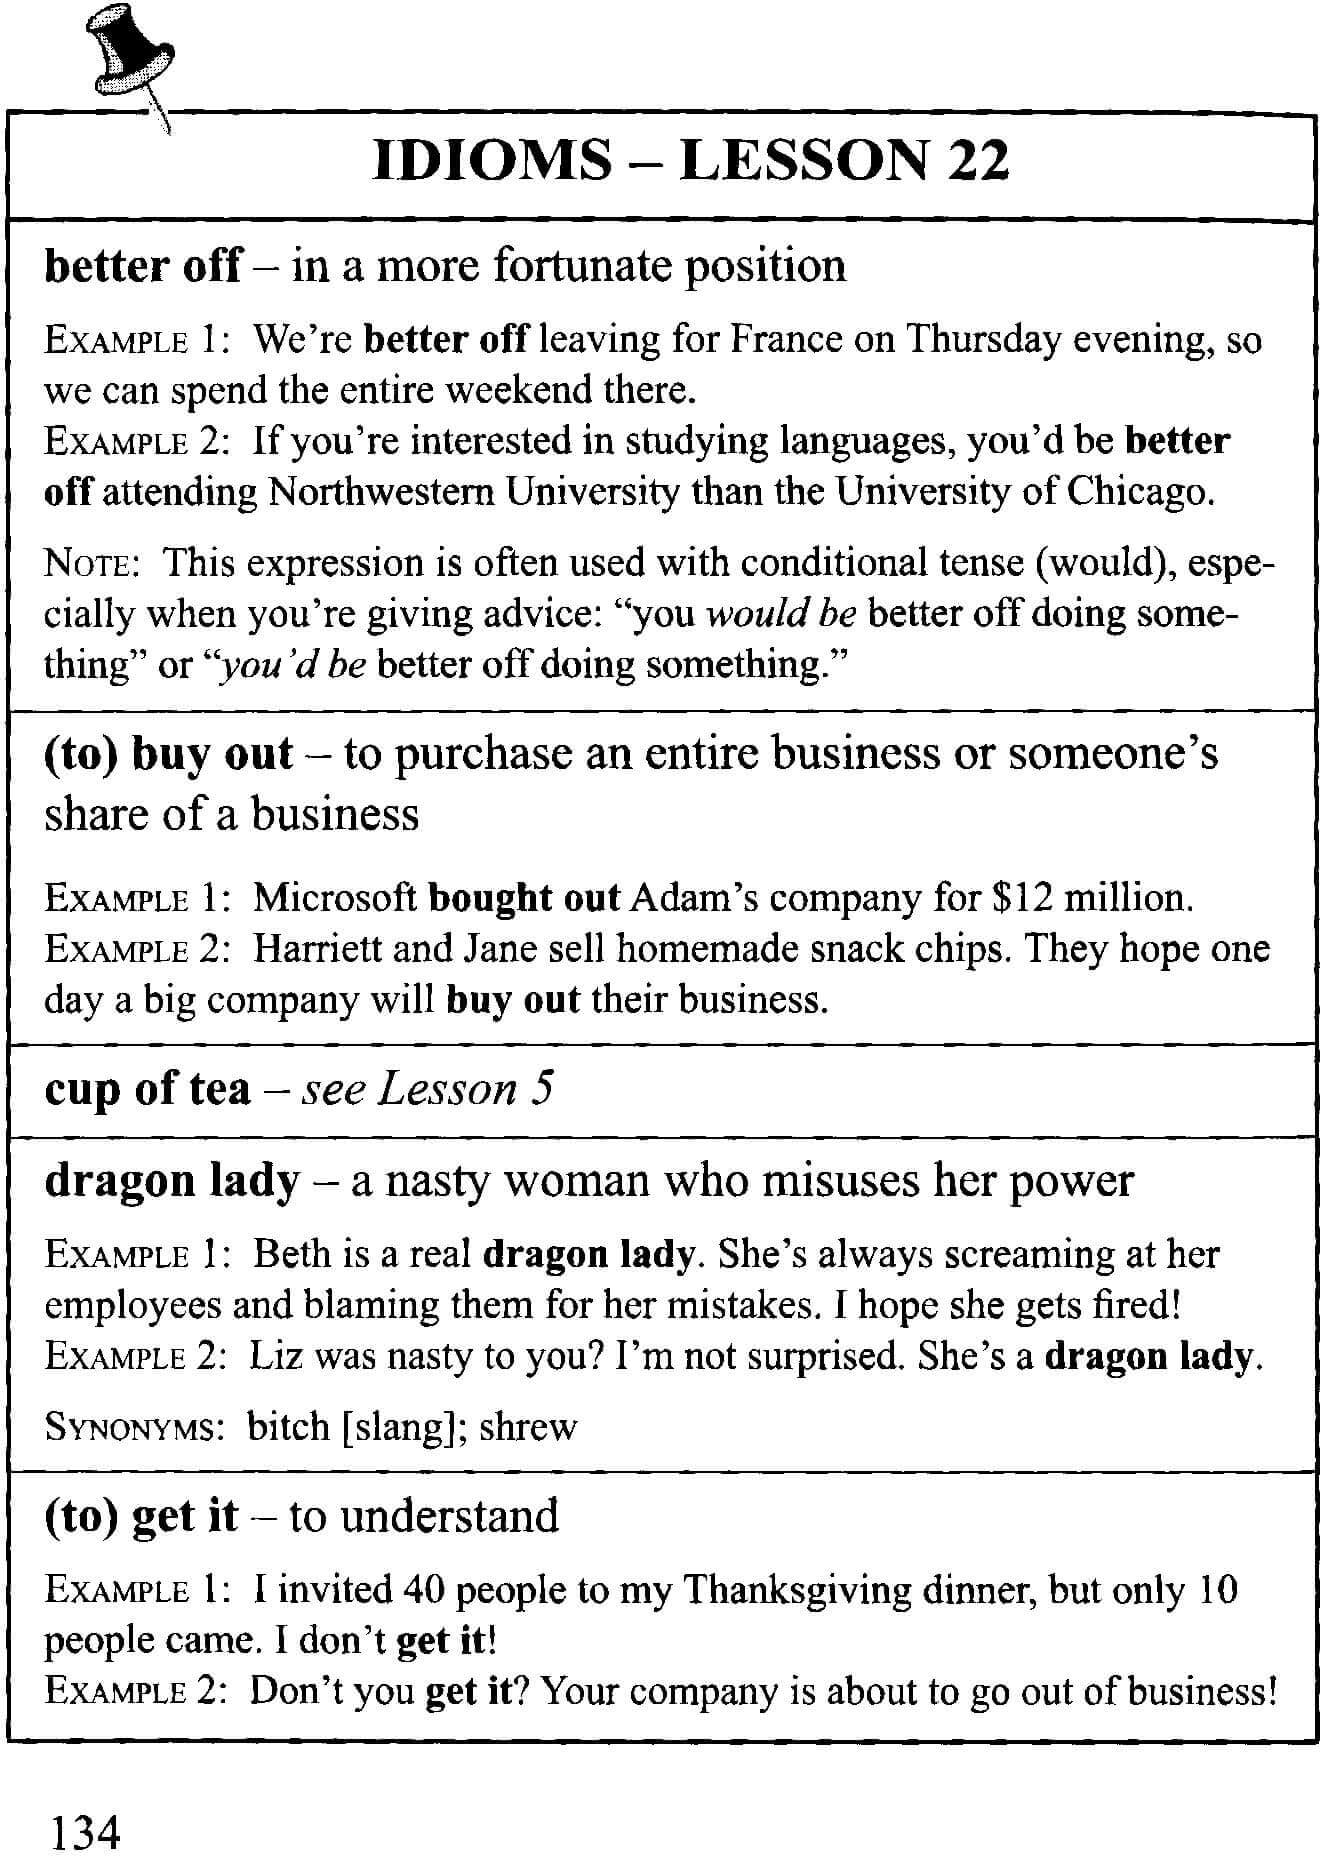 IDIOMS – LESSON 22
better off – in a more fortunate position
EXAMPLE 1: We're better off leaving for France on Thursday evening, so
we can spend the entire weekend there.
EXAMPLE 2: If you're interested in studying languages, you'd be better
off attending Northwestern University than the University of Chicago.
NOTE: This expression is often used with conditional tense (would), espe-
cially when you're giving advice: “you would be better off doing some-
thing” or “you'd be better off doing something.”
(to) buy out – to purchase an entire business or someone's
share of a business
EXAMPLE 1: Microsoft bought out Adam's company for $12 million.
EXAMPLE 2: Harriett and Jane sell homemade snack chips. They hope one
day a big company will buy out their business.
cup of tea – see Lesson 5
dragon lady – a nasty woman who misuses her power
EXAMPLE 1: Beth is a real dragon lady. She's always screaming at her
employees and blaming them for her mistakes. I hope she gets fired!
EXAMPLE 2: Liz was nasty to you? I'm not surprised. She's a dragon lady.
SYNONYMS: bitch [slang]; shrew
(to) get it – to understand
EXAMPLE 1: I invited 40 people to my Thanksgiving dinner, but only 10
people came. I don't get it!
EXAMPLE 2: Don't you get it? Your company is about to go out of business!
134